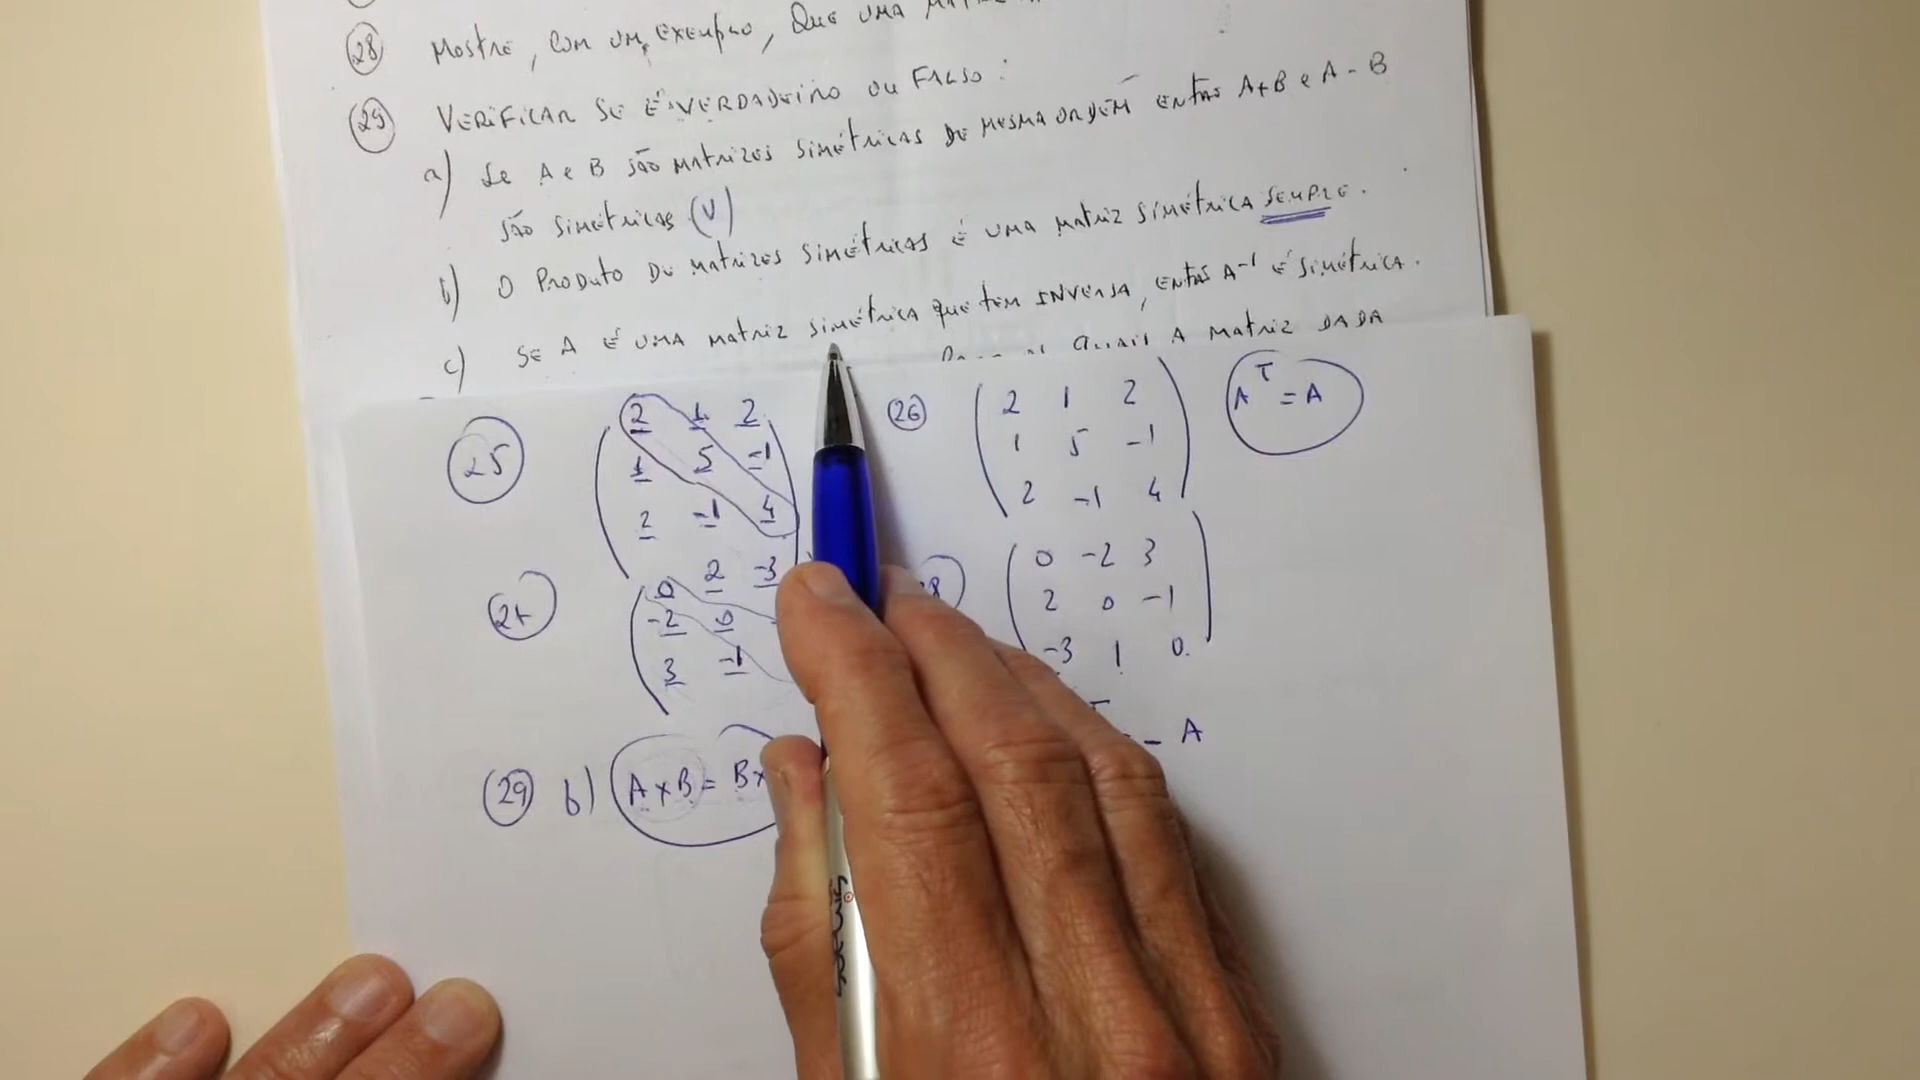 28 MOSTRE, COM UM EXEMPLO, QUE UMA
29 VERIFICAR SE É VERDADEIRO OU FALSO:
a) SE A e B SÃO MATRIZES SIMÉTRICAS DE MESMA ORDEM ENTÃO A+B e A-B
SÃO SIMÉTRICAS (V)
b) O PRODUTO DE MATRIZES SIMÉTRICAS É UMA MATRIZ SIMÉTRICA SEMPRE.
c) SE A É UMA MATRIZ SIMÉTRICA QUE TEM INVERSA, ENTÃO A⁻¹ É SIMÉTRICA.
A MATRIZ DADA
25
2 1 2
1 5 -1
2 -1 4
26
2 1 2
1 5 -1
2 -1 4
Aᵀ = A
27
0 2 -3
-2 0
3 -1
0 -2 3
2 0 -1
-3 1 0
- A
29 b) A x B = B x